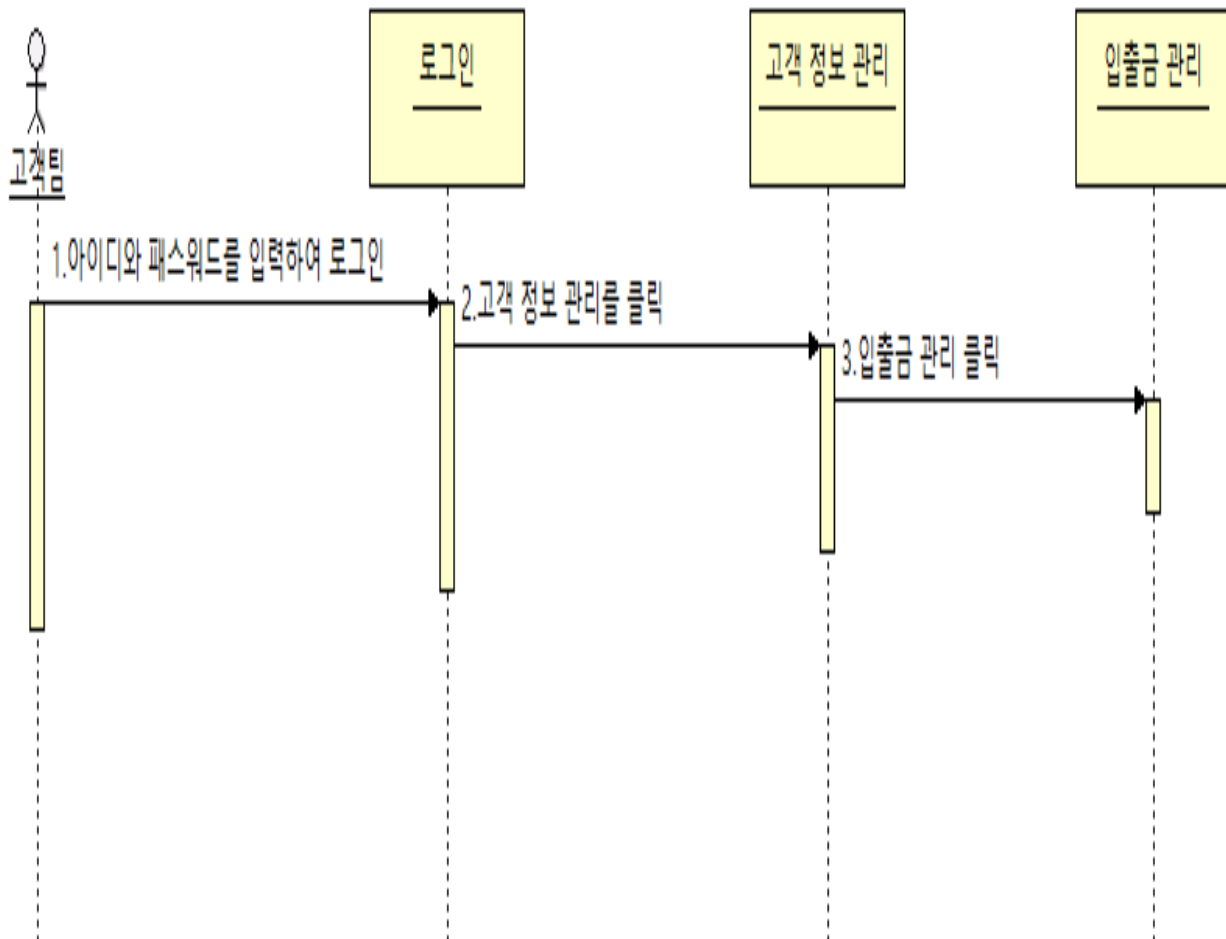 로그인
고객 정보 관리
입출금 관리
고객팀
1.아이디와 패스워드를 입력하여 로그인
2.고객 정보 관리를 클릭
3.입출금 관리 클릭